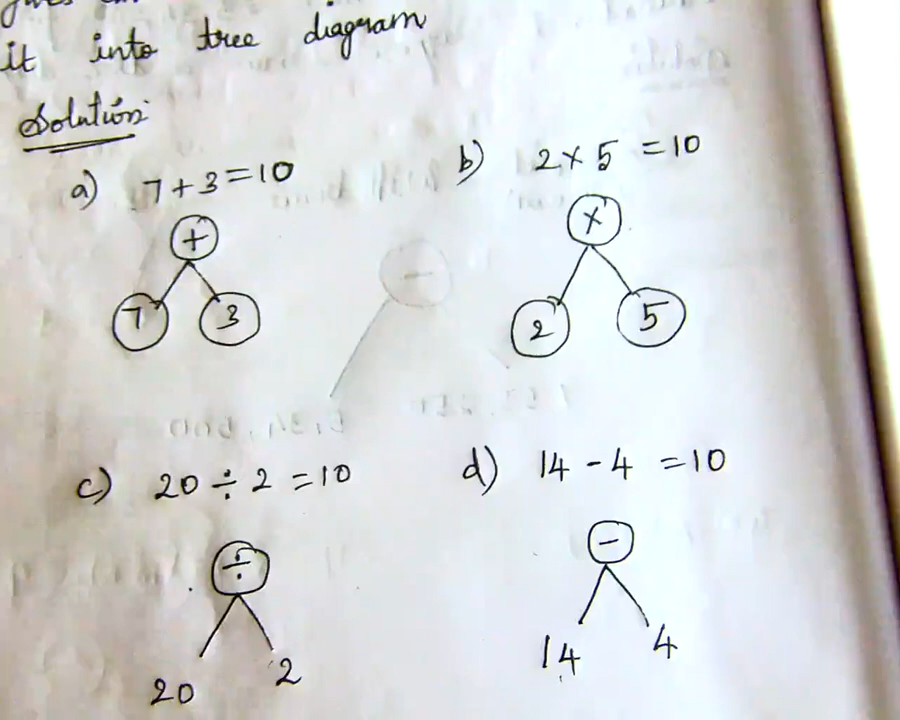 it into tree diagram
Solution:
a) 7+3=10
b) 2×5 =10
+
7 3
×
2 5
c) 20 ÷ 2 =10
d) 14 - 4 =10
÷
20 2
-
14 4